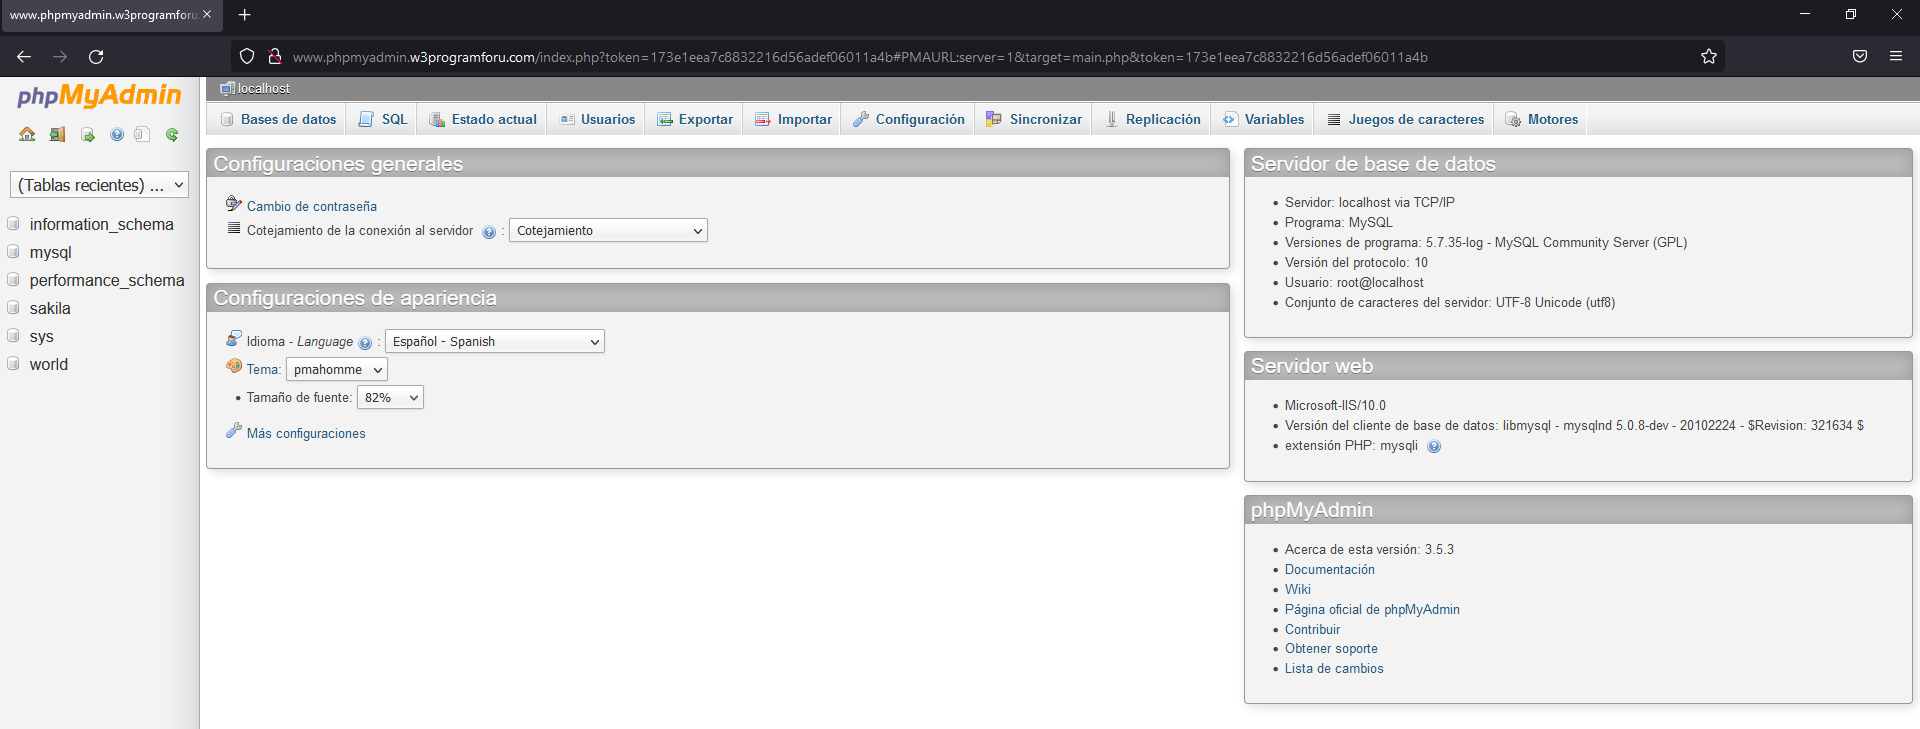 www.phpmyadmin.w3programforu.
www.phpmyadmin.w3programforu.com/index.php?token=173e1eea7c8832216d56adef06011a4b#PMAURL:server=1&target=main.php&token=173e1eea7c8832216d56adef06011a4b
phpMyAdmin
(Tablas recientes) ...
information_schema
mysql
performance_schema
sakila
sys
world
localhost
Bases de datos SQL Estado actual Usuarios Exportar Importar Configuración Sincronizar Replicación Variables Juegos de caracteres Motores
Configuraciones generales
Cambio de contraseña
Cotejamiento de la conexión al servidor : Cotejamiento
Configuraciones de apariencia
Idioma - Language : Español - Spanish
Tema: pmahomme
• Tamaño de fuente: 82%
Más configuraciones
Servidor de base de datos
• Servidor: localhost via TCP/IP
• Programa: MySQL
• Versiones de programa: 5.7.35-log - MySQL Community Server (GPL)
• Versión del protocolo: 10
• Usuario: root@localhost
• Conjunto de caracteres del servidor: UTF-8 Unicode (utf8)
Servidor web
• Microsoft-IIS/10.0
• Versión del cliente de base de datos: libmysql - mysqlnd 5.0.8-dev - 20102224 - $Revision: 321634 $
• extensión PHP: mysqli
phpMyAdmin
• Acerca de esta versión: 3.5.3
• Documentación
• Wiki
• Página oficial de phpMyAdmin
• Contribuir
• Obtener soporte
• Lista de cambios